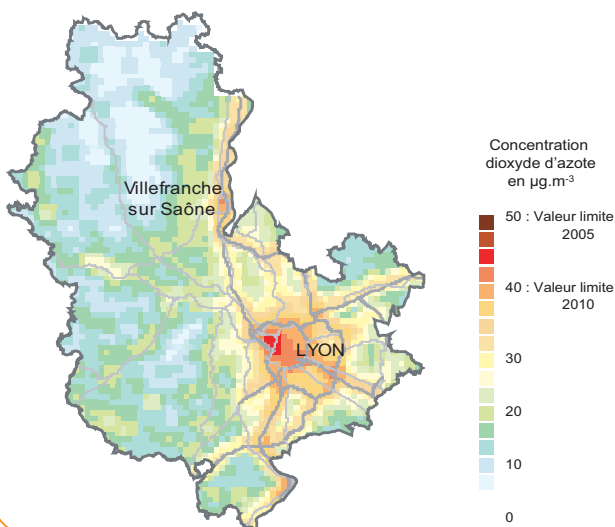 Concentration
dioxyde d'azote
en µg.m-³
Villefranche
sur Saône
50 : Valeur limite
2005
40 : Valeur limite
2010
LYON
30
20
10
0